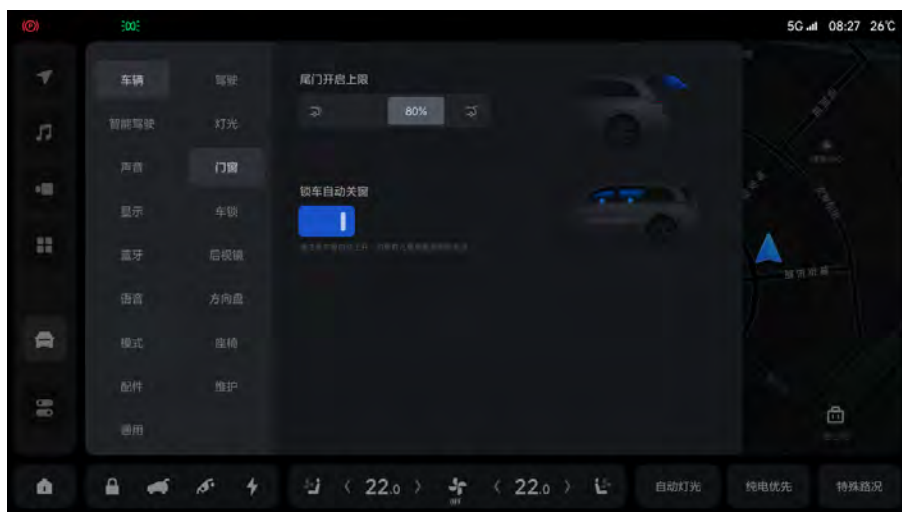 5G 08:27 26℃
车辆
智能驾驶
声音
显示
蓝牙
语音
模式
配件
通用
驾驶
灯光
门窗
车锁
后视镜
方向盘
座椅
维护
尾门开启上限
80%
锁车自动关窗
22.0
OFF
22.0
自动灯光
纯电优先
特殊路况